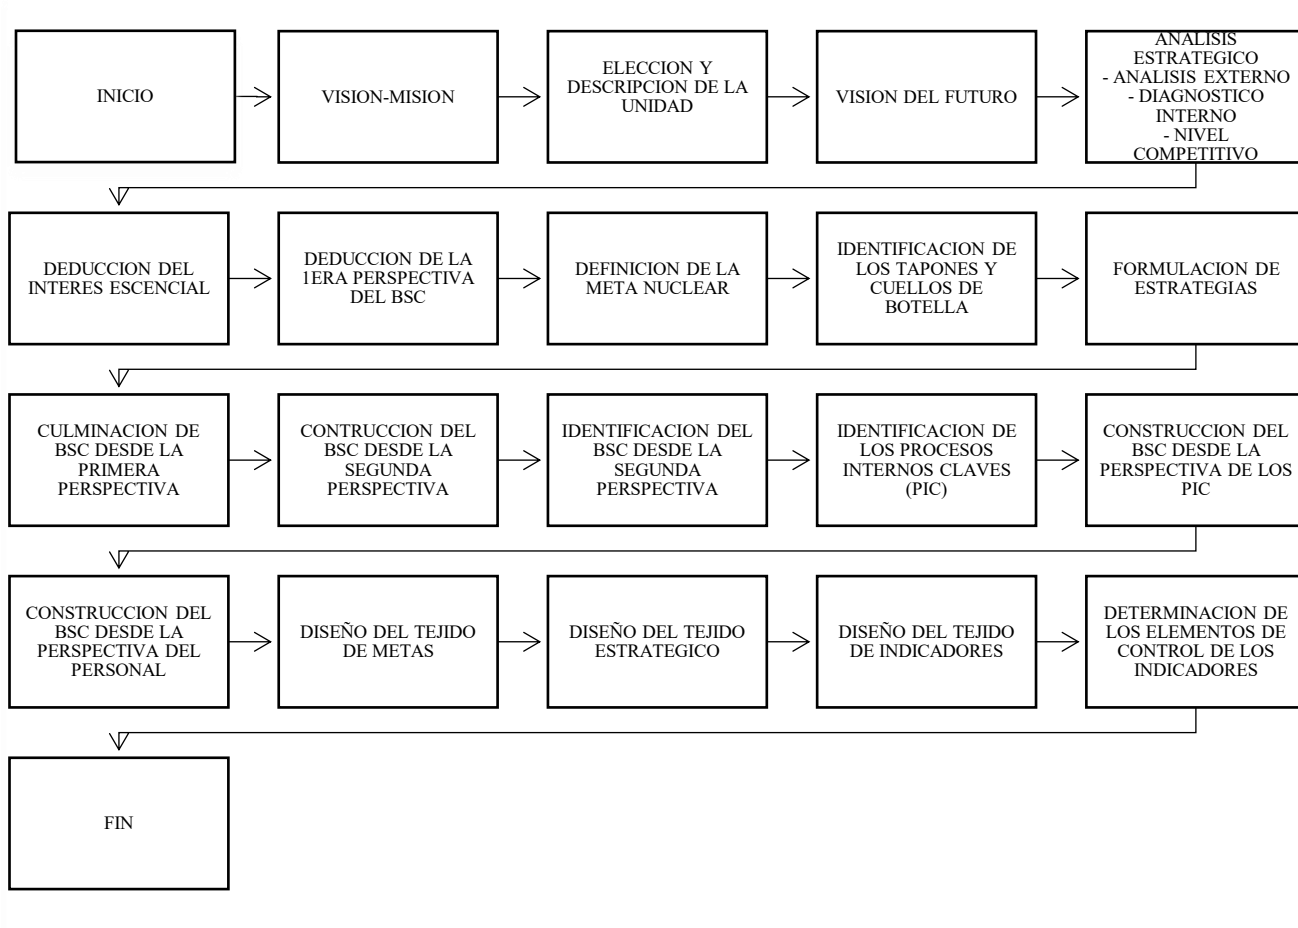 INICIO
VISION-MISION
ELECCION Y
DESCRIPCION DE LA
UNIDAD
VISION DEL FUTURO
ANALISIS
ESTRATEGICO
- ANALISIS EXTERNO
- DIAGNOSTICO
INTERNO
- NIVEL
COMPETITIVO
DEDUCCION DEL
INTERES ESCENCIAL
DEDUCCION DE LA
1ERA PERSPECTIVA
DEL BSC
DEFINICION DE LA
META NUCLEAR
IDENTIFICACION DE
LOS TAPONES Y
CUELLOS DE
BOTELLA
FORMULACION DE
ESTRATEGIAS
CULMINACION DE
BSC DESDE LA
PRIMERA
PERSPECTIVA
CONTRUCCION DEL
BSC DESDE LA
SEGUNDA
PERSPECTIVA
IDENTIFICACION DEL
BSC DESDE LA
SEGUNDA
PERSPECTIVA
IDENTIFICACION DE
LOS PROCESOS
INTERNOS CLAVES
(PIC)
CONSTRUCCION DEL
BSC DESDE LA
PERSPECTIVA DE LOS
PIC
CONSTRUCCION DEL
BSC DESDE LA
PERSPECTIVA DEL
PERSONAL
DISEÑO DEL TEJIDO
DE METAS
DISEÑO DEL TEJIDO
ESTRATEGICO
DISEÑO DEL TEJIDO
DE INDICADORES
DETERMINACION DE
LOS ELEMENTOS DE
CONTROL DE LOS
INDICADORES
FIN